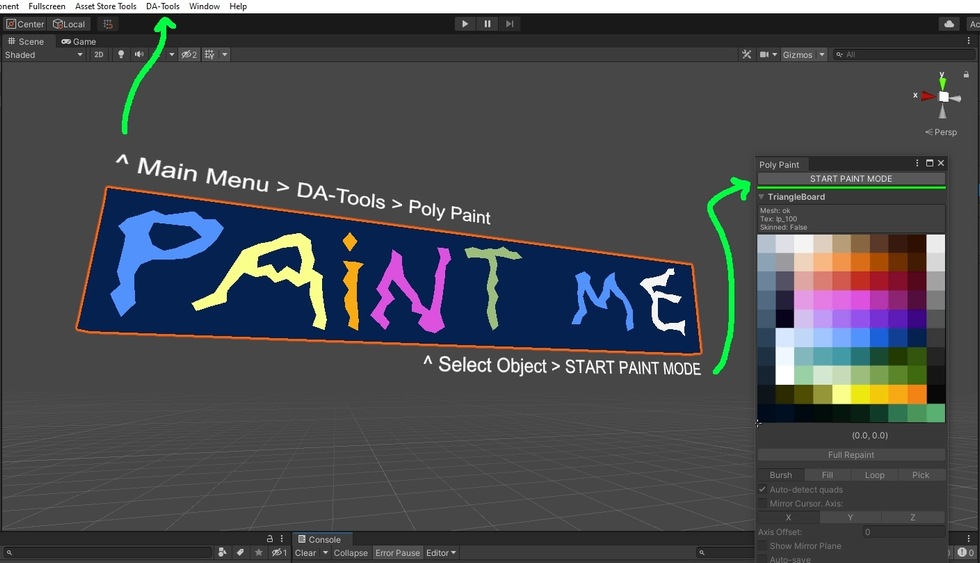 onent Fullscreen Asset Store Tools DA-Tools Window Help
Center Local
Scene Game
Shaded 2D 2 Gizmos All
y
x
Persp
^ Main Menu > DA-Tools > Poly Paint
PAiNT ME
^ Select Object > START PAINT MODE
Poly Paint
START PAINT MODE
TriangleBoard
Mesh: ok
Tex: lp_100
Skinned: False
(0.0, 0.0)
Full Repaint
Bursh Fill Loop Pick
Auto-detect quads
Mirror Cursor. Axis:
X Y Z
Axis Offset: 0
Show Mirror Plane
Auto-save
Console
1 Clear Collapse Error Pause Editor 0